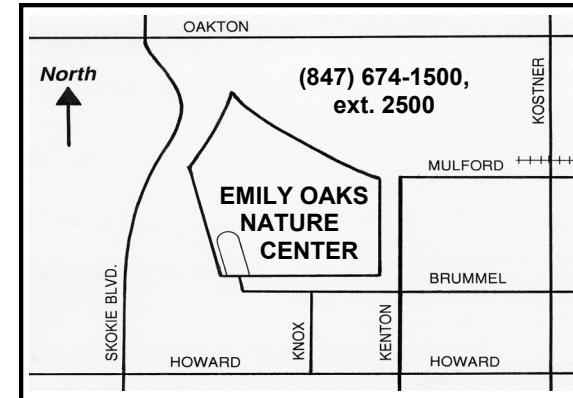 OAKTON
North
(847) 674-1500,
ext. 2500
KOSTNER
MULFORD
EMILY OAKS
NATURE
CENTER
SKOKIE BLVD.
BRUMMEL
KNOX
KENTON
HOWARD
HOWARD